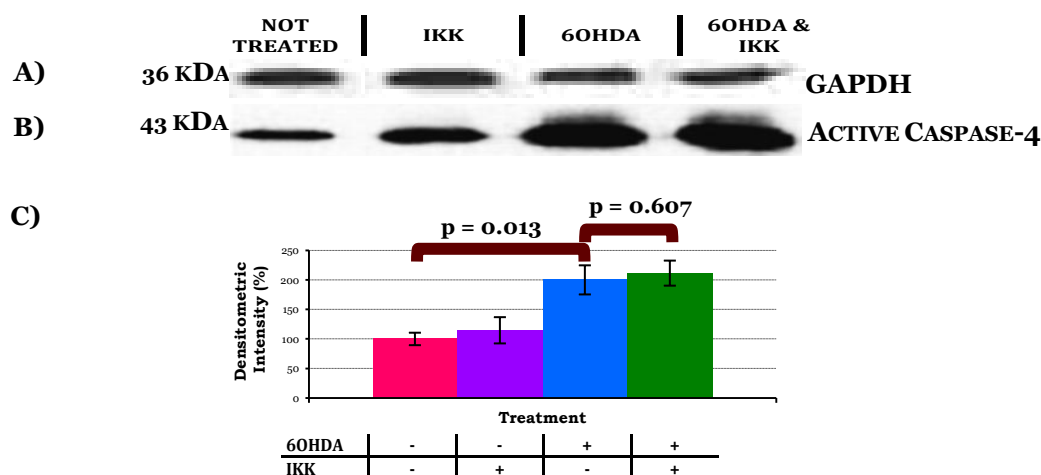 NOT TREATED | IKK | 6OHDA | 6OHDA & IKK
A) 36 KDA GAPDH
B) 43 KDA ACTIVE CASPASE-4
C)
p = 0.013
p = 0.607
Densitometric Intensity (%)
250
200
150
100
50
0
Treatment
6OHDA - - + +
IKK - + - +